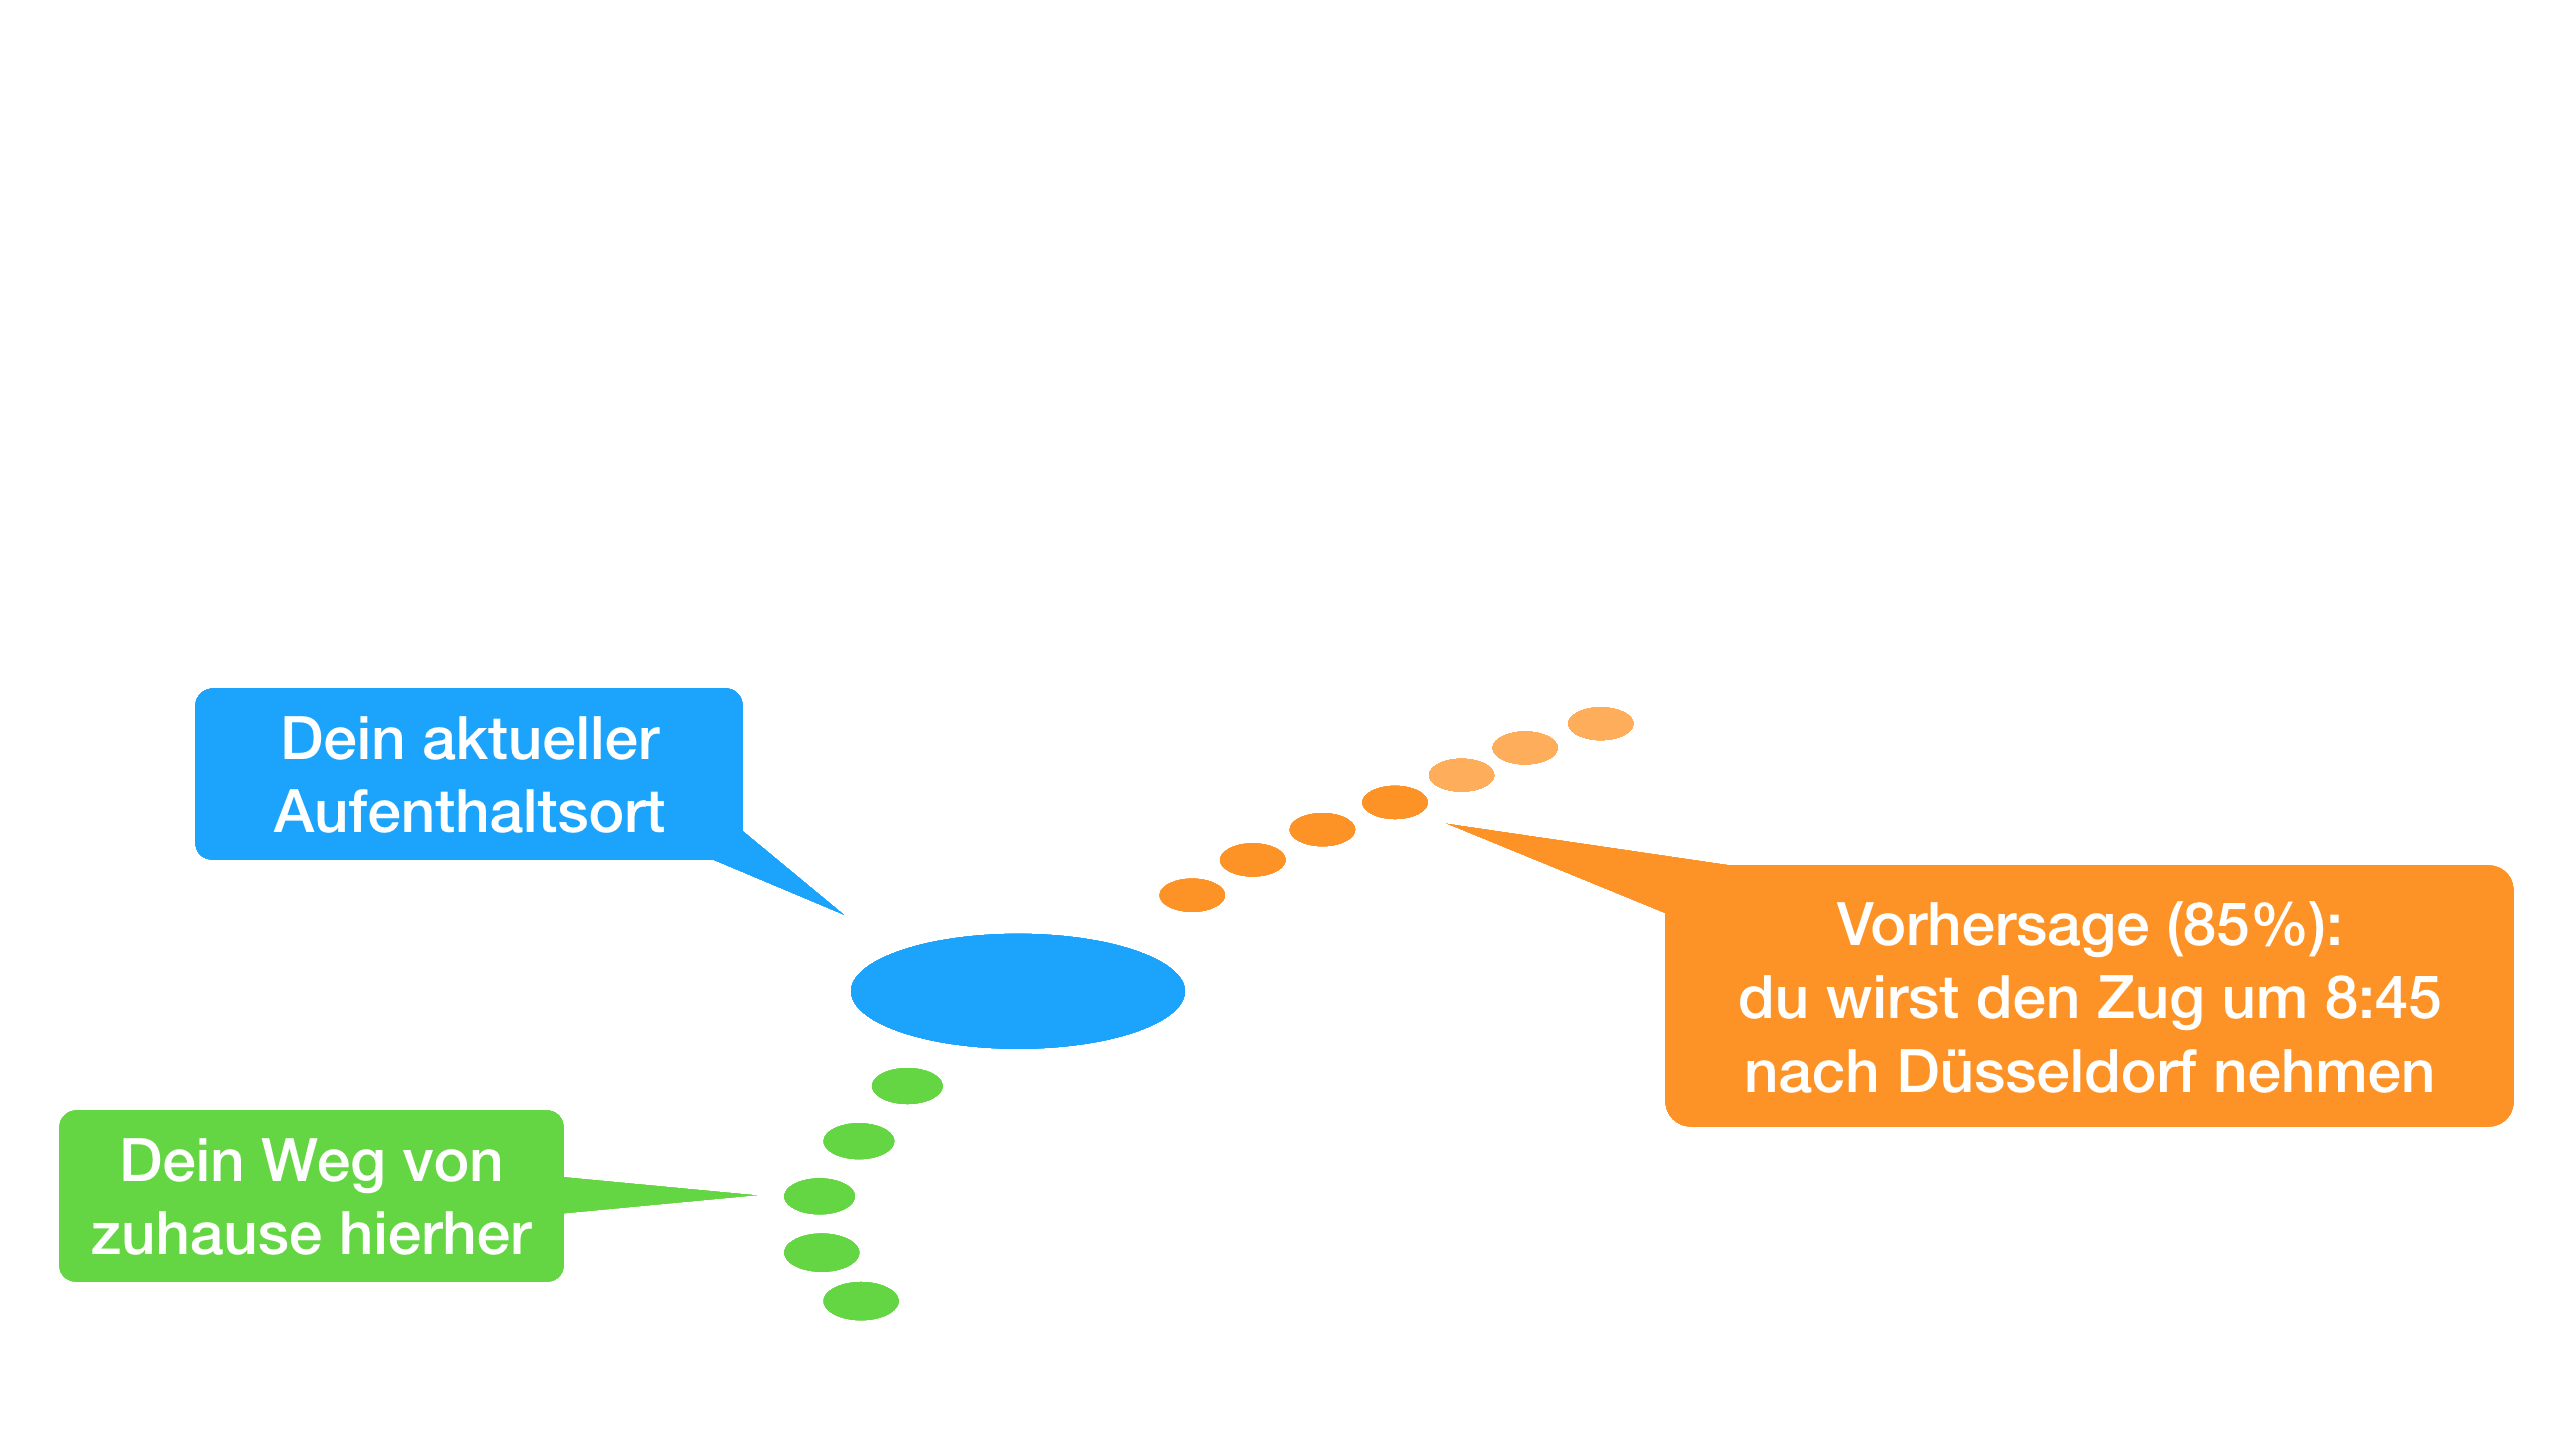 Dein aktueller
Aufenthaltsort
Vorhersage (85%):
du wirst den Zug um 8:45
nach Düsseldorf nehmen
Dein Weg von
zuhause hierher